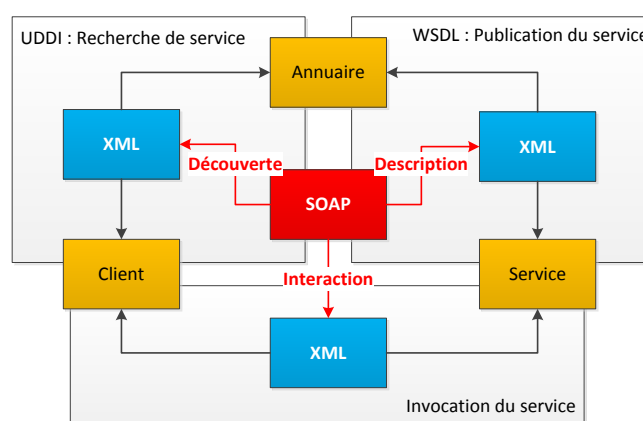 UDDI : Recherche de service
WSDL : Publication du service
Annuaire
XML
XML
Découverte
Description
SOAP
Client
Interaction
Service
XML
Invocation du service